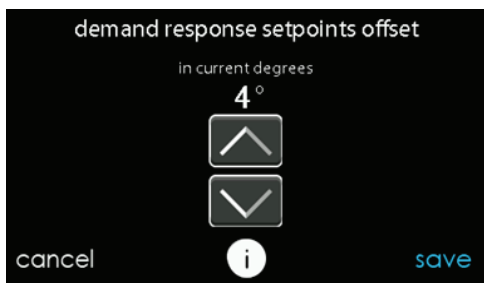 demand response setpoints offset
in current degrees
4°
cancel i save